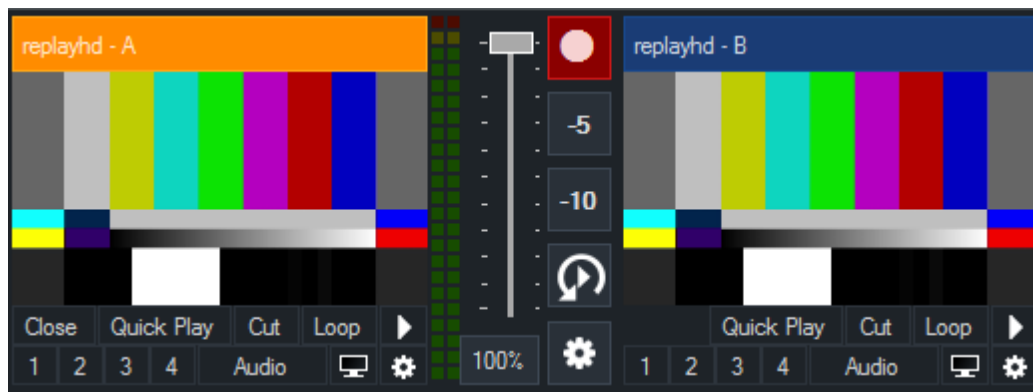 replayhd - A
replayhd - B
-5
-10
Close Quick Play Cut Loop
Quick Play Cut Loop
1 2 3 4 Audio
100%
1 2 3 4 Audio